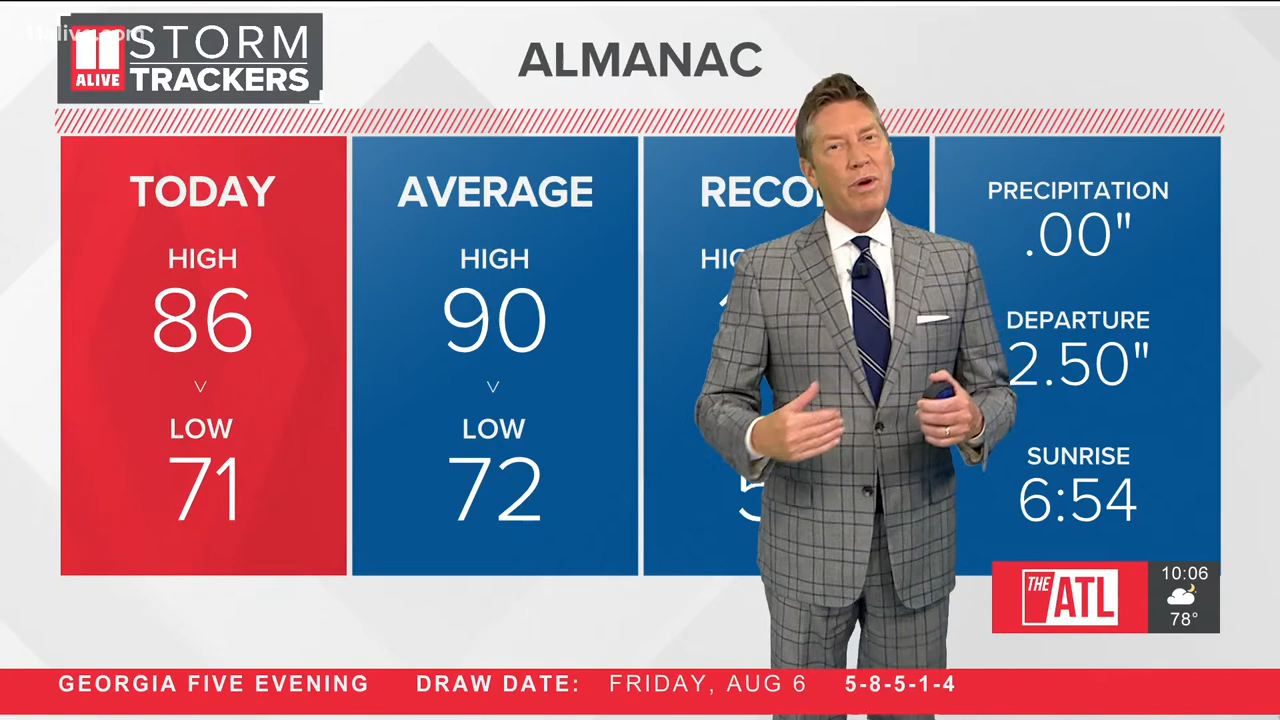 11alive.com
11
ALIVE
STORM
TRACKERS
ALMANAC
TODAY
HIGH
86
LOW
71
AVERAGE
HIGH
90
LOW
72
PRECIPITATION
.00"
DEPARTURE
2.50"
SUNRISE
6:54
THE
ATL
10:06
78°
GEORGIA FIVE EVENING DRAW DATE: FRIDAY, AUG 6 5-8-5-1-4